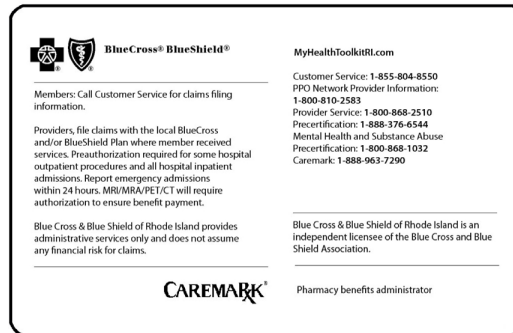 BlueCross® BlueShield®
Members: Call Customer Service for claims filing
information.
Providers, file claims with the local BlueCross
and/or BlueShield Plan where member received
services. Preauthorization required for some hospital
outpatient procedures and all hospital inpatient
admissions. Report emergency admissions
within 24 hours. MRI/MRA/PET/CT will require
authorization to ensure benefit payment.
Blue Cross & Blue Shield of Rhode Island provides
administrative services only and does not assume
any financial risk for claims.
MyHealthToolkitRI.com
Customer Service: 1-855-804-8550
PPO Network Provider Information:
1-800-810-2583
Provider Service: 1-800-868-2510
Precertification: 1-888-376-6544
Mental Health and Substance Abuse
Precertification: 1-800-868-1032
Caremark: 1-888-963-7290
Blue Cross & Blue Shield of Rhode Island is an
independent licensee of the Blue Cross and Blue
Shield Association.
CAREMARK®
Pharmacy benefits administrator